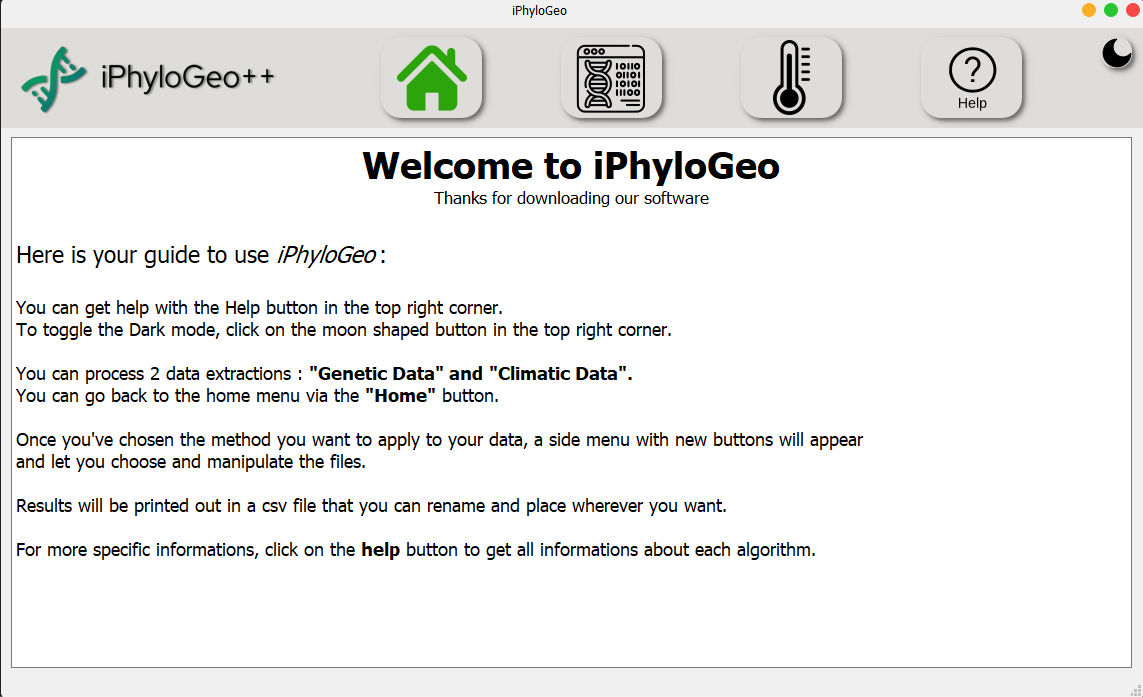 iPhyloGeo
iPhyloGeo++
Help
Welcome to iPhyloGeo
Thanks for downloading our software
Here is your guide to use iPhyloGeo :
You can get help with the Help button in the top right corner.
To toggle the Dark mode, click on the moon shaped button in the top right corner.
You can process 2 data extractions : "Genetic Data" and "Climatic Data".
You can go back to the home menu via the "Home" button.
Once you've chosen the method you want to apply to your data, a side menu with new buttons will appear
and let you choose and manipulate the files.
Results will be printed out in a csv file that you can rename and place wherever you want.
For more specific informations, click on the help button to get all informations about each algorithm.